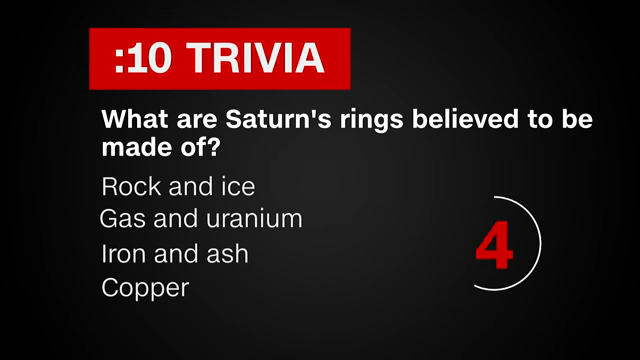 :10 TRIVIA
What are Saturn's rings believed to be
made of?
Rock and ice
Gas and uranium
Iron and ash
Copper
4